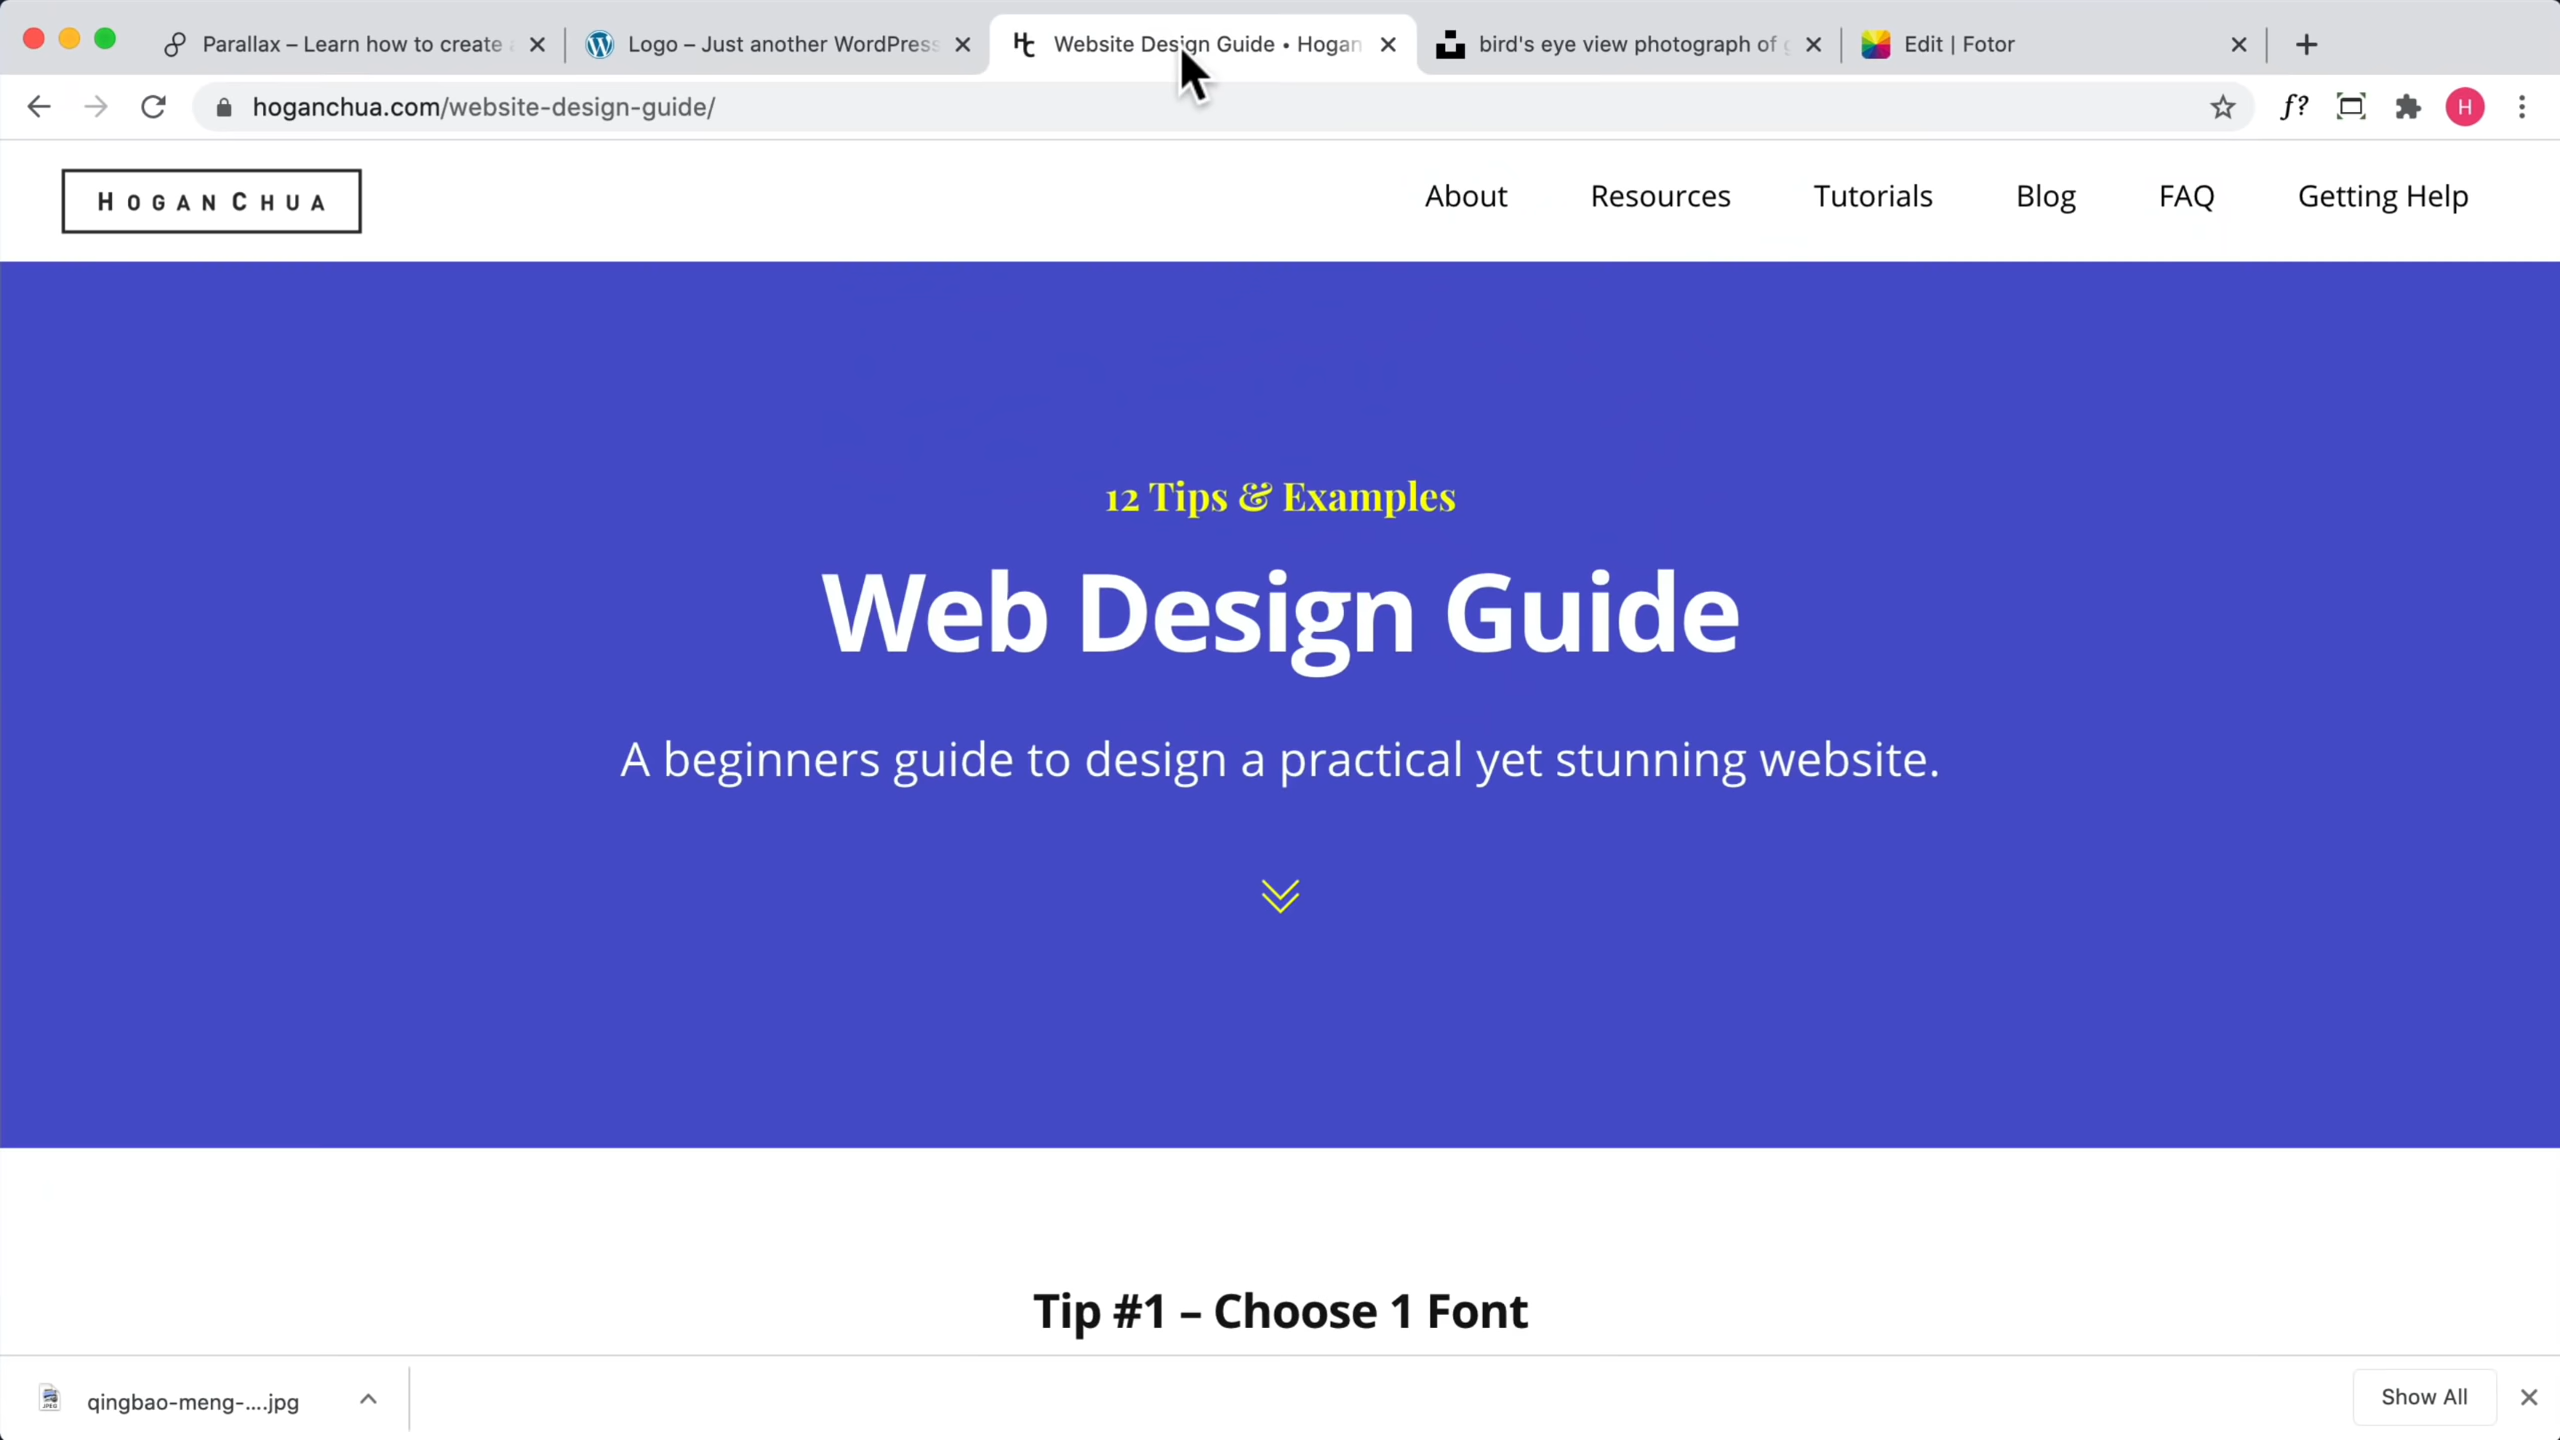 Parallax – Learn how to create
Logo – Just another WordPress
Website Design Guide • Hogan
bird's eye view photograph of
Edit | Fotor
hoganchua.com/website-design-guide/
f?
H
HOGANCHUA
About
Resources
Tutorials
Blog
FAQ
Getting Help
12 Tips & Examples
Web Design Guide
A beginners guide to design a practical yet stunning website.
Tip #1 – Choose 1 Font
JPEG
qingbao-meng-....jpg
Show All